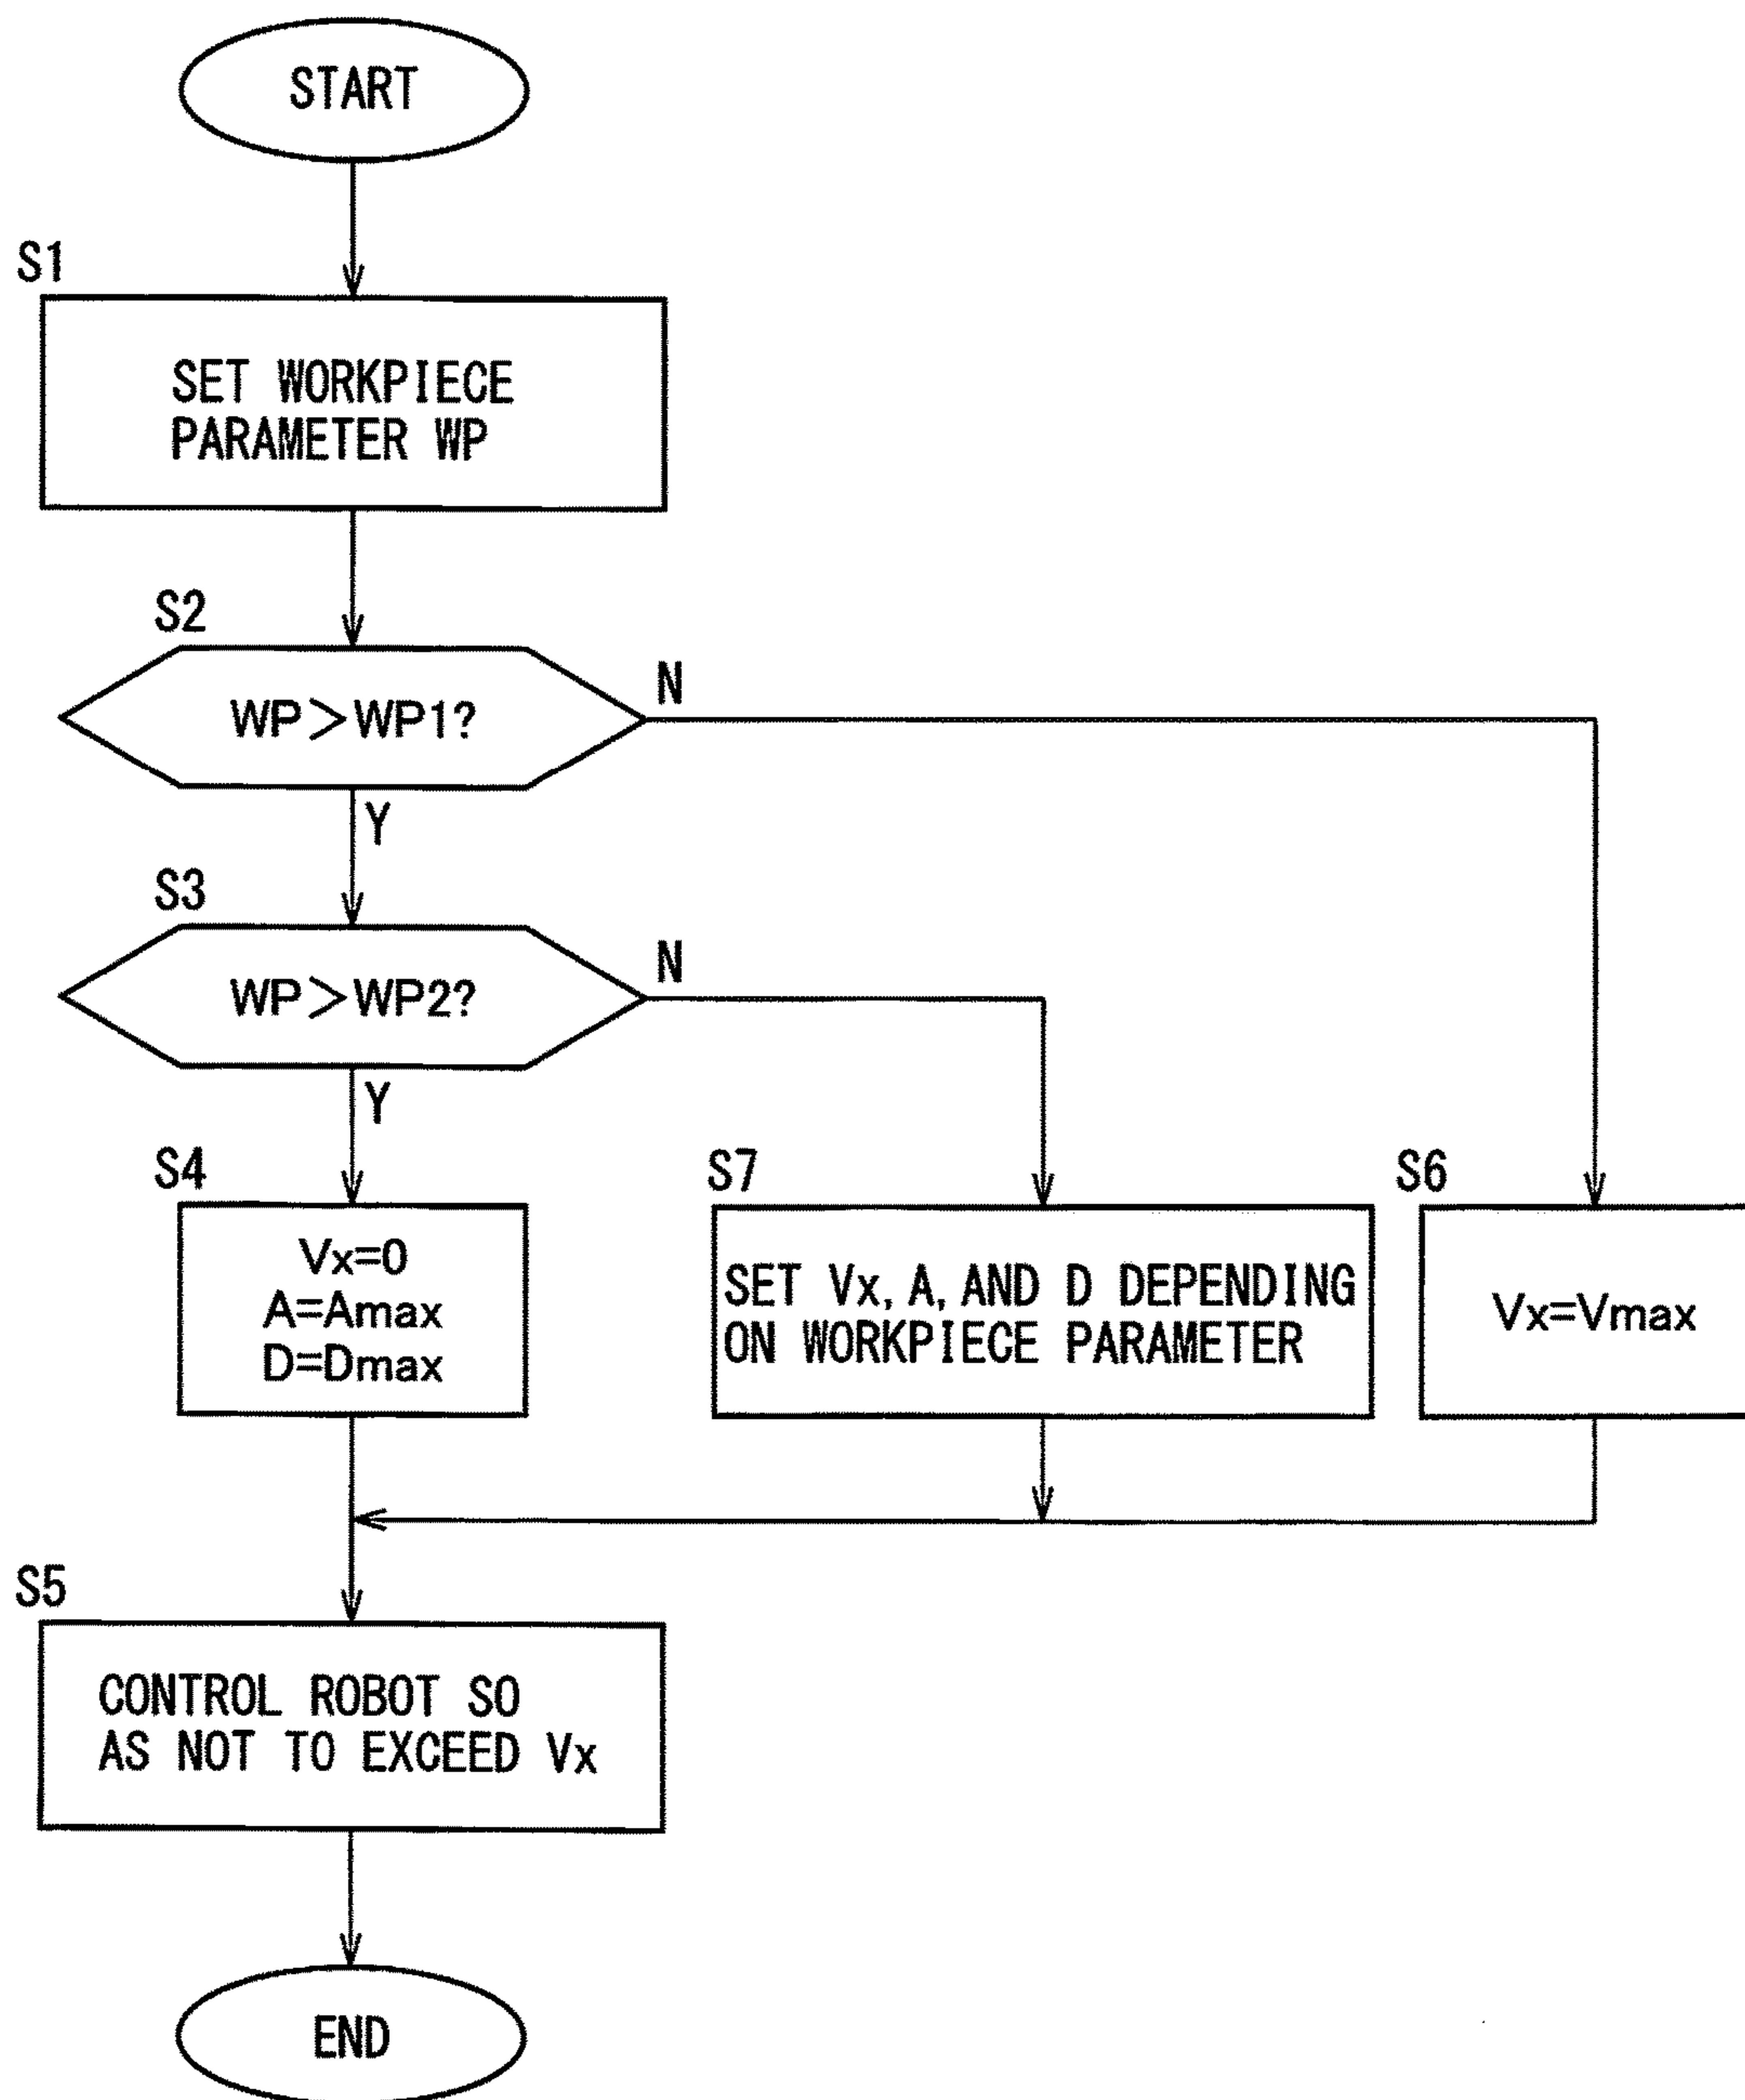 START
S1
SET WORKPIECE
PARAMETER WP
S2
WP>WP1?
N
Y
S3
WP>WP2?
N
Y
S4
Vx=0
A=Amax
D=Dmax
S7
SET Vx, A, AND D DEPENDING
ON WORKPIECE PARAMETER
S6
Vx=Vmax
S5
CONTROL ROBOT SO
AS NOT TO EXCEED Vx
END